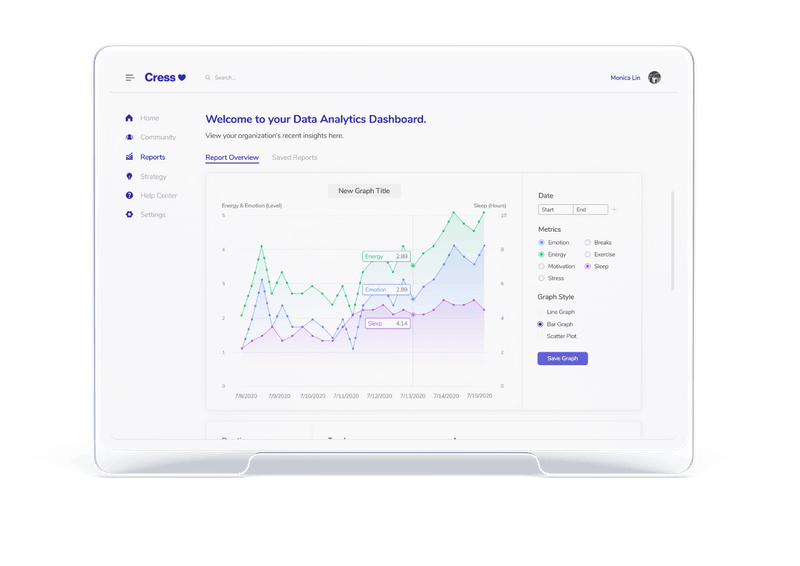 Cress
Search...
Monica Lin
Home
Community
Reports
Strategy
Help Center
Settings
Welcome to your Data Analytics Dashboard.
View your organization's recent insights here.
Report Overview
Saved Reports
New Graph Title
Energy & Emotion (Level)
Sleep (Hours)
5
4
3
2
1
0
10
8
6
4
2
0
Energy 2.89
Emotion 2.89
Sleep 4.14
7/8/2020 7/9/2020 7/10/2020 7/11/2020 7/12/2020 7/13/2020 7/14/2020 7/15/2020
Date
Start End +
Metrics
Emotion Breaks
Energy Exercise
Motivation Sleep
Stress
Graph Style
Line Graph
Bar Graph
Scatter Plot
Save Graph